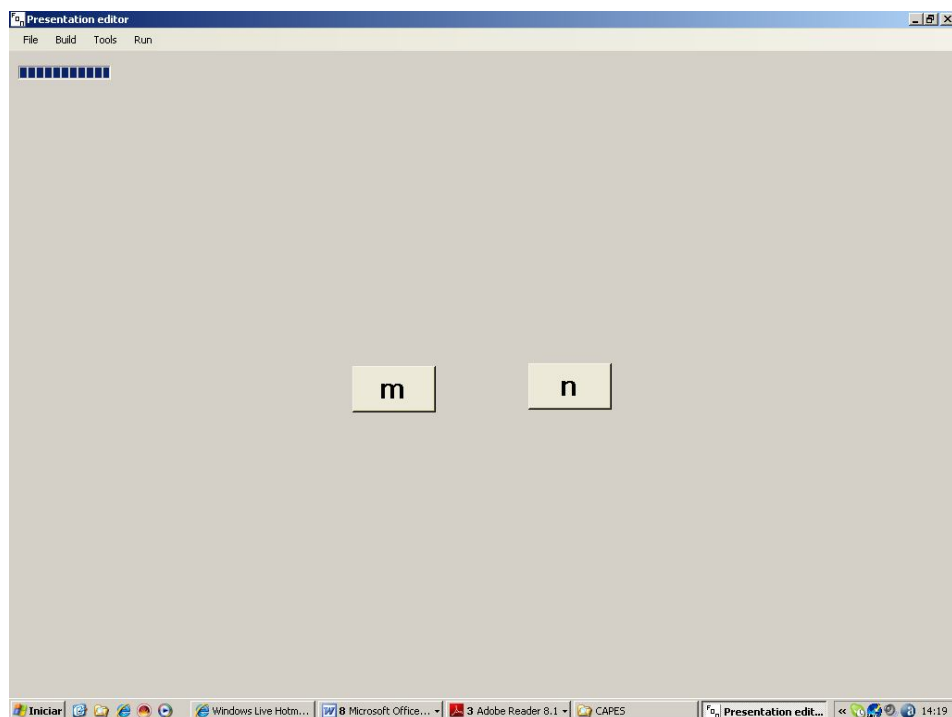 Presentation editor
File Build Tools Run
m n
Iniciar Windows Live Hotm... 8 Microsoft Office... 3 Adobe Reader 8.1 CAPES Presentation edit... « 14:19